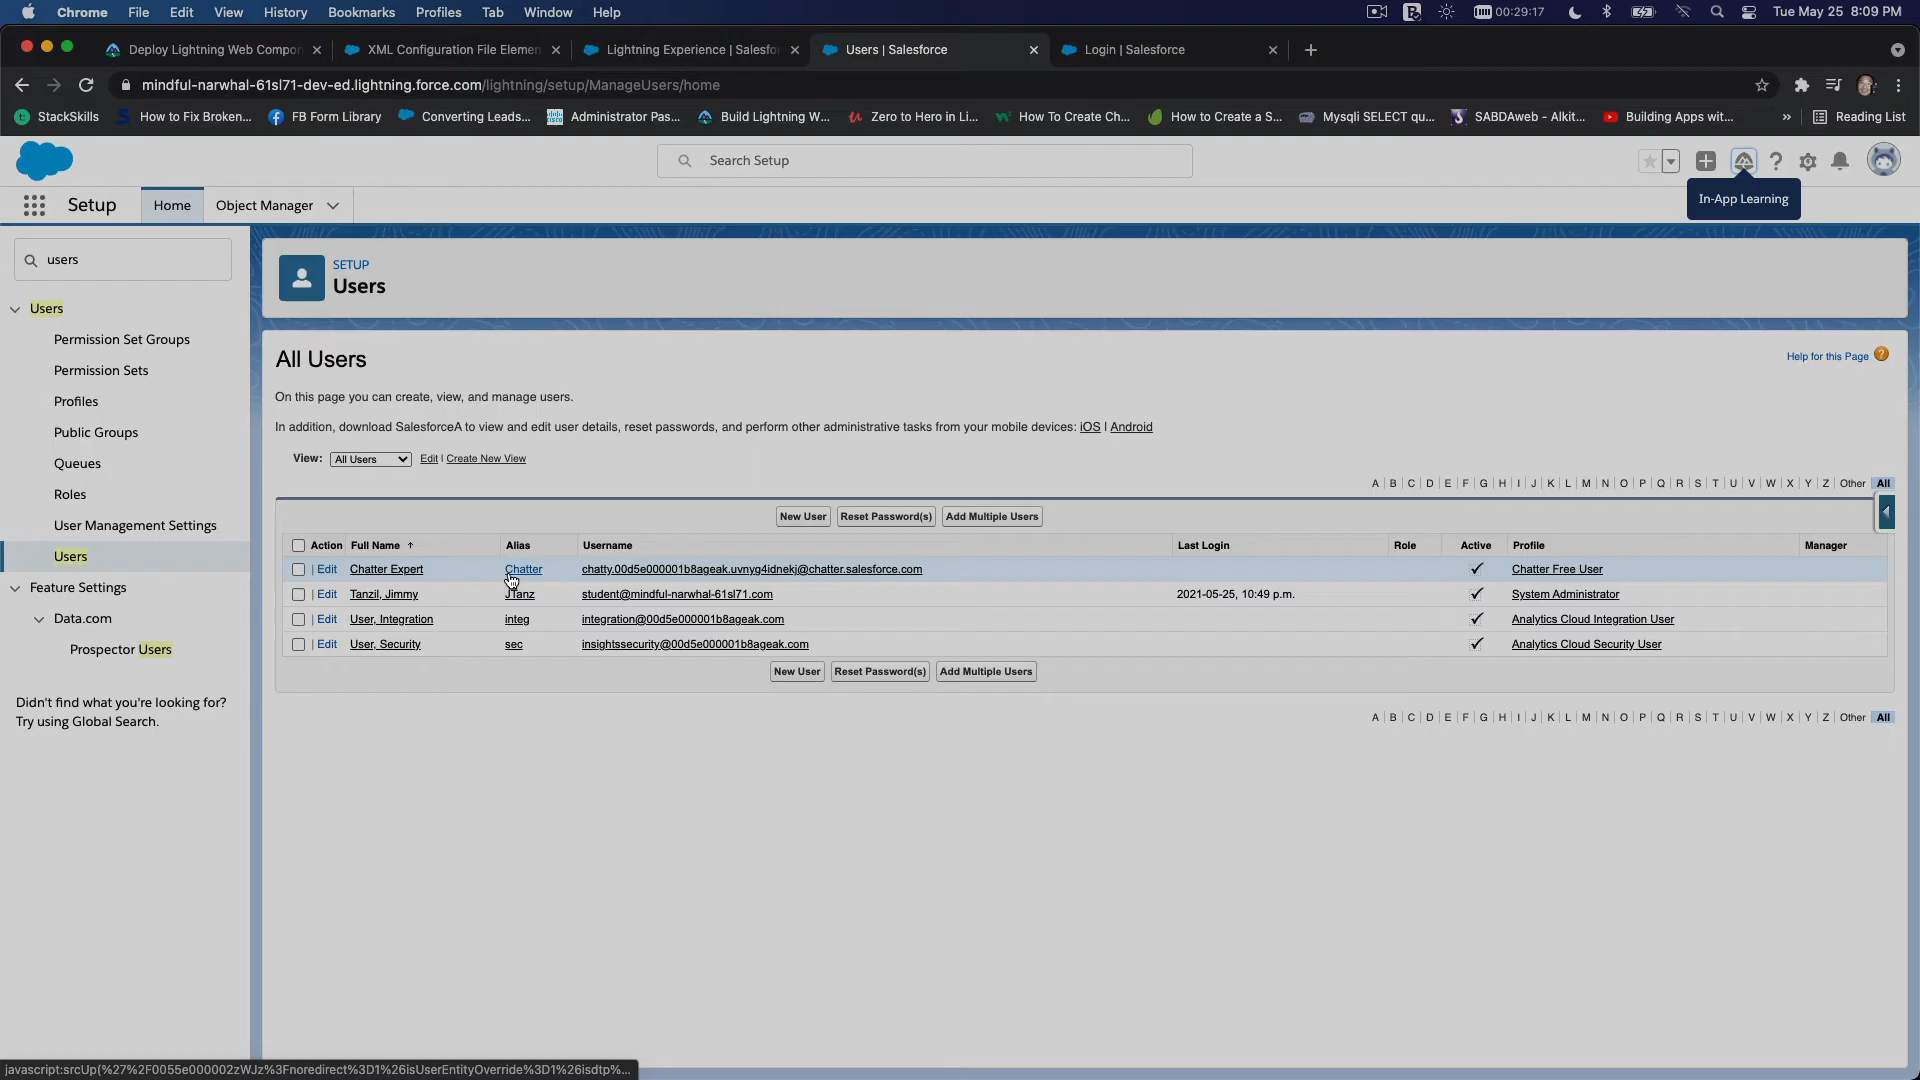 Chrome File Edit View History Bookmarks Profiles Tab Window Help 00:29:17 Tue May 25 8:09 PM
Deploy Lightning Web Compon XML Configuration File Elemen Lightning Experience | Salesfo Users | Salesforce Login | Salesforce
mindful-narwhal-61sl71-dev-ed.lightning.force.com/lightning/setup/ManageUsers/home
StackSkills How to Fix Broken... FB Form Library Converting Leads... Administrator Pas... Build Lightning W... Zero to Hero in Li... How To Create Ch... How to Create a S... Mysqli SELECT qu... SABDAweb - Alkit... Building Apps wit... » Reading List
Search Setup
Setup Home Object Manager
In-App Learning
users
SETUP
Users
Users
Permission Set Groups
Permission Sets
Profiles
Public Groups
Queues
Roles
User Management Settings
Users
Feature Settings
Data.com
Prospector Users
Didn't find what you're looking for?
Try using Global Search.
All Users
Help for this Page ?
On this page you can create, view, and manage users.
In addition, download SalesforceA to view and edit user details, reset passwords, and perform other administrative tasks from your mobile devices: iOS | Android
View: All Users Edit | Create New View
A | B | C | D | E | F | G | H | I | J | K | L | M | N | O | P | Q | R | S | T | U | V | W | X | Y | Z | Other All
New User Reset Password(s) Add Multiple Users
Action Full Name ↑ Alias Username Last Login Role Active Profile Manager
| Edit Chatter Expert Chatter chatty.00d5e000001b8ageak.uvnyg4idnekj@chatter.salesforce.com ✓ Chatter Free User
| Edit Tanzil, Jimmy JTanz student@mindful-narwhal-61sl71.com 2021-05-25, 10:49 p.m. ✓ System Administrator
| Edit User, Integration integ integration@00d5e000001b8ageak.com ✓ Analytics Cloud Integration User
| Edit User, Security sec insightssecurity@00d5e000001b8ageak.com ✓ Analytics Cloud Security User
New User Reset Password(s) Add Multiple Users
A | B | C | D | E | F | G | H | I | J | K | L | M | N | O | P | Q | R | S | T | U | V | W | X | Y | Z | Other All
javascript:srcUp(%27%2F0055e000002zWJz%3Fnoredirect%3D1%26isUserEntityOverride%3D1%26isdtp%...